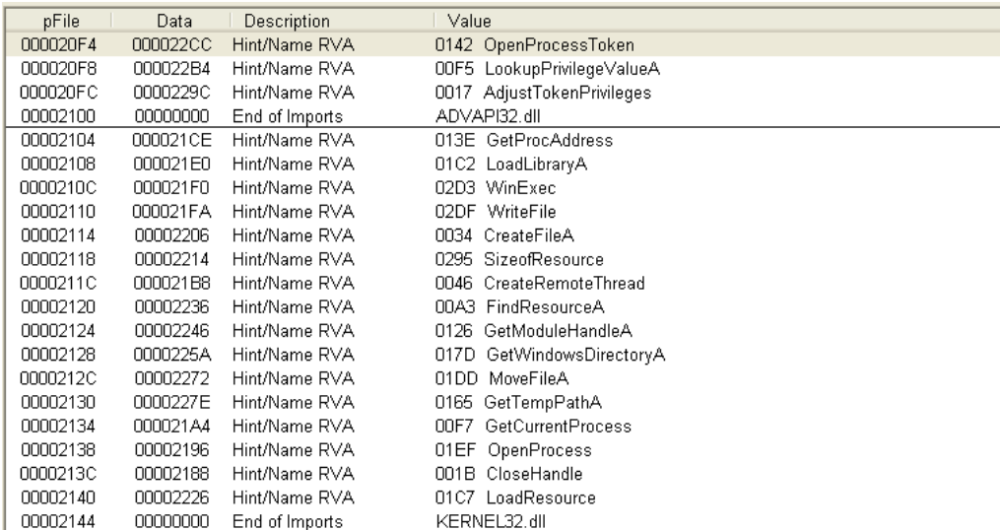 pFile Data Description Value
000020F4 000022CC Hint/Name RVA 0142 OpenProcessToken
000020F8 000022B4 Hint/Name RVA 00F5 LookupPrivilegeValueA
000020FC 0000229C Hint/Name RVA 0017 AdjustTokenPrivileges
00002100 00000000 End of Imports ADVAPI32.dll
00002104 000021CE Hint/Name RVA 013E GetProcAddress
00002108 000021E0 Hint/Name RVA 01C2 LoadLibraryA
0000210C 000021F0 Hint/Name RVA 02D3 WinExec
00002110 000021FA Hint/Name RVA 02DF WriteFile
00002114 00002206 Hint/Name RVA 0034 CreateFileA
00002118 00002214 Hint/Name RVA 0295 SizeofResource
0000211C 000021B8 Hint/Name RVA 0046 CreateRemoteThread
00002120 00002236 Hint/Name RVA 00A3 FindResourceA
00002124 00002246 Hint/Name RVA 0126 GetModuleHandleA
00002128 0000225A Hint/Name RVA 017D GetWindowsDirectoryA
0000212C 00002272 Hint/Name RVA 01DD MoveFileA
00002130 0000227E Hint/Name RVA 0165 GetTempPathA
00002134 000021A4 Hint/Name RVA 00F7 GetCurrentProcess
00002138 00002196 Hint/Name RVA 01EF OpenProcess
0000213C 00002188 Hint/Name RVA 001B CloseHandle
00002140 00002226 Hint/Name RVA 01C7 LoadResource
00002144 00000000 End of Imports KERNEL32.dll